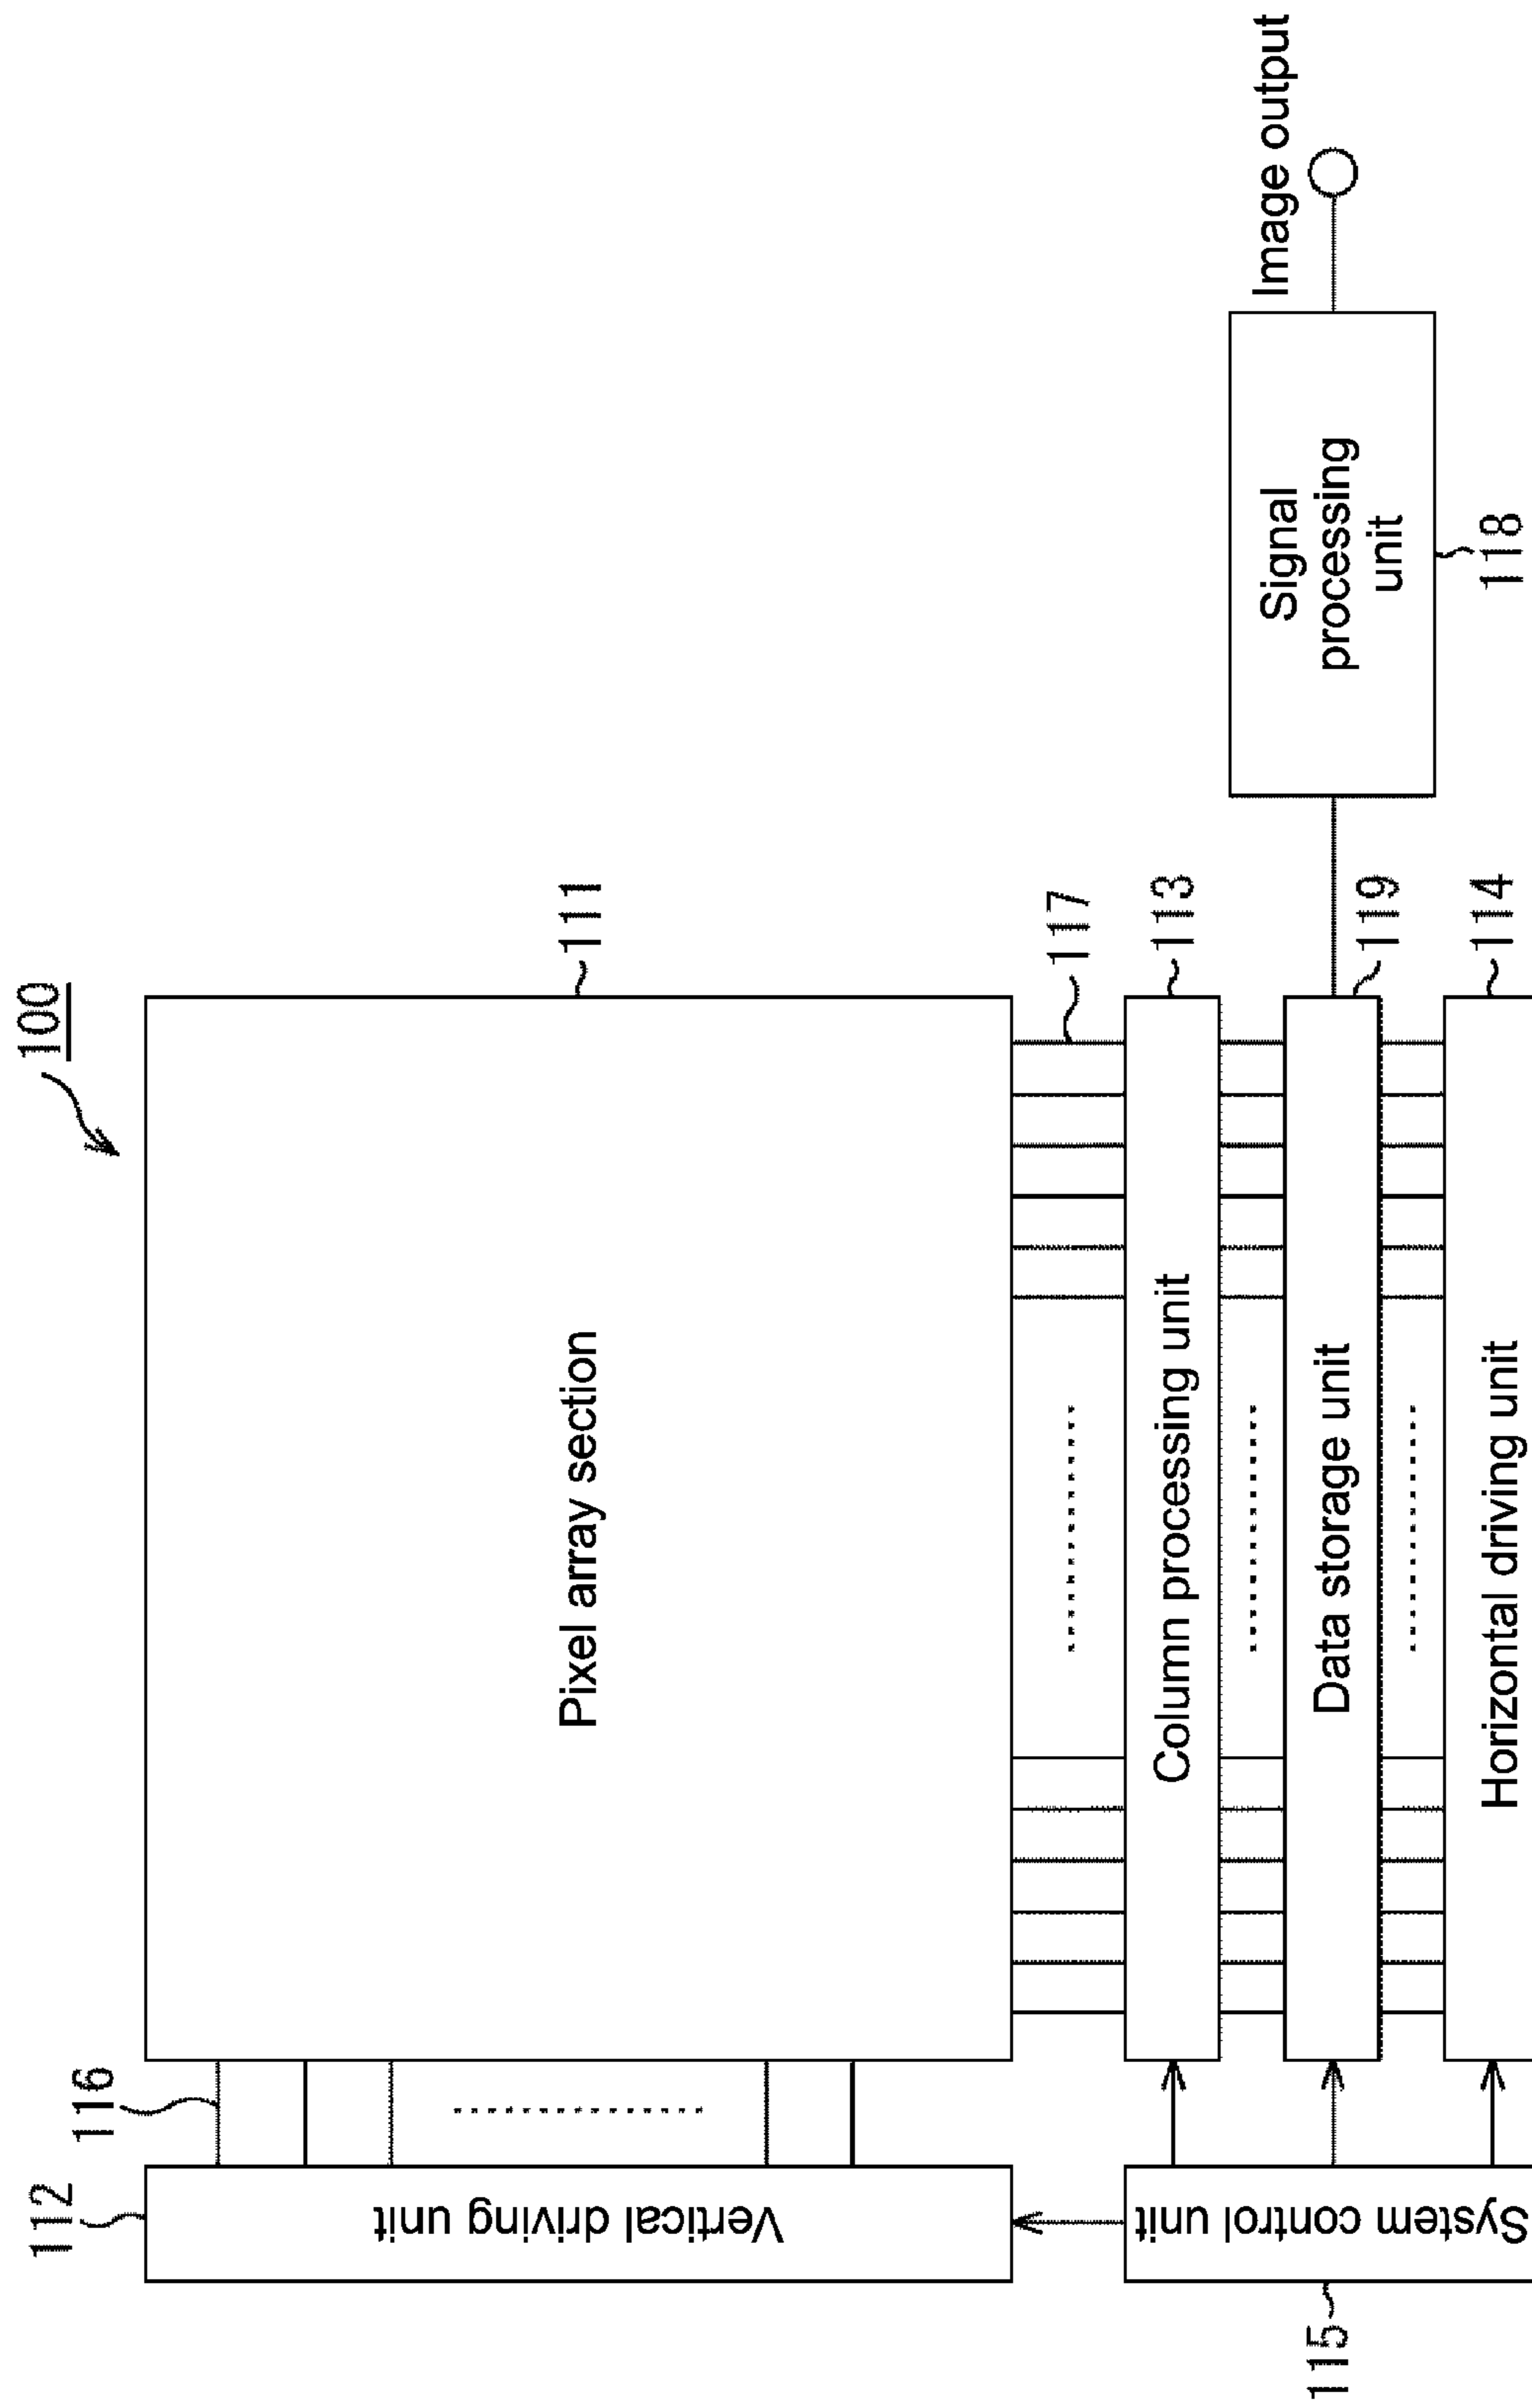 100
112
116
Vertical driving unit
Pixel array section
111
117
Column processing unit
113
System control unit
115
Data storage unit
119
Horizontal driving unit
114
Signal
processing
unit
118
Image output